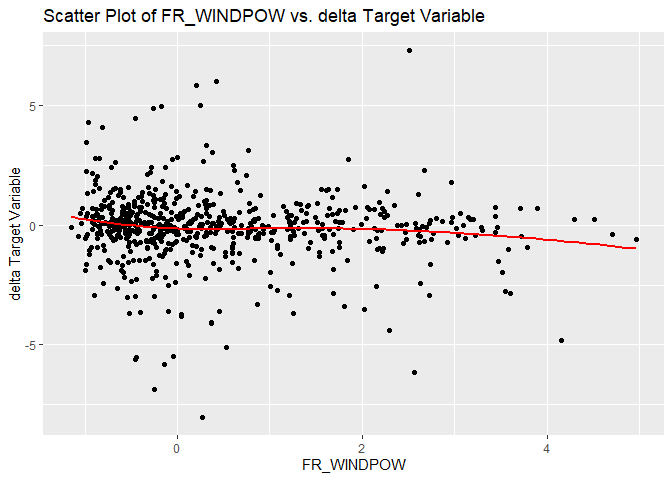 Scatter Plot of FR_WINDPOW vs. delta Target Variable
delta Target Variable
5
0
-5
0
2
4
FR_WINDPOW